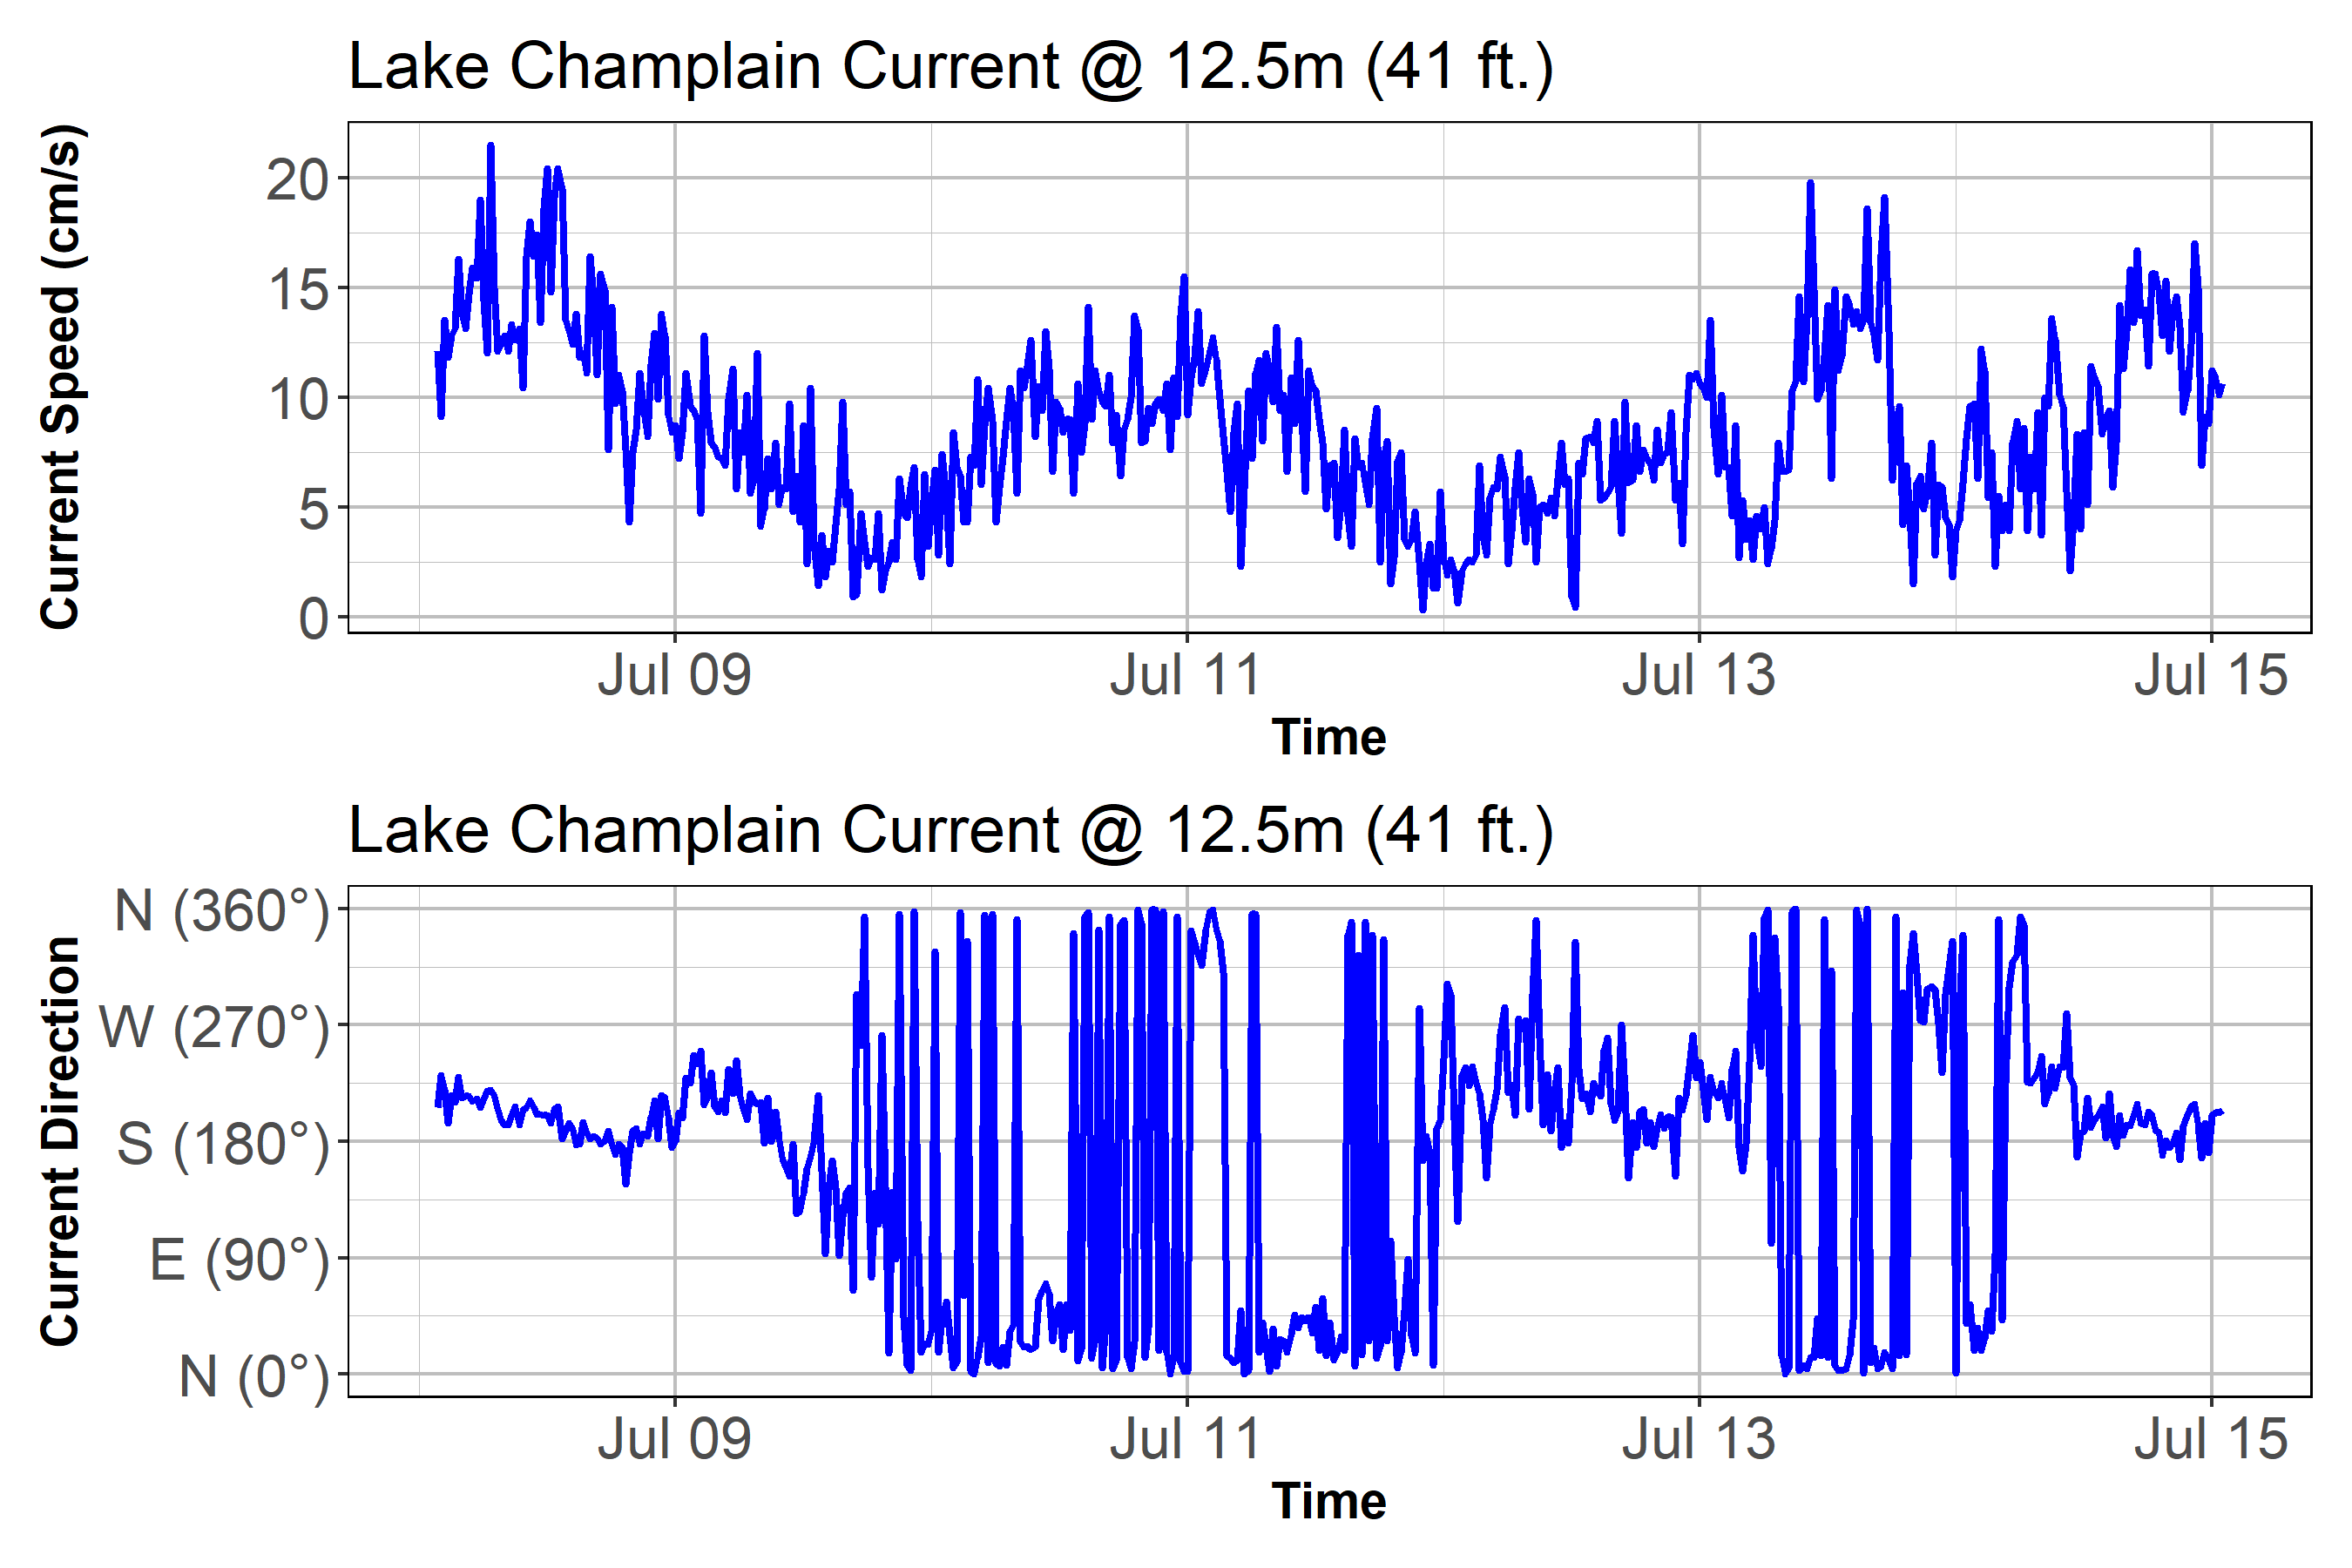 Lake Champlain Current @ 12.5m (41 ft.)
Current Speed (cm/s)
20
15
10
5
0
Jul 09 Jul 11 Jul 13 Jul 15
Time
Lake Champlain Current @ 12.5m (41 ft.)
Current Direction
N (360°)
W (270°)
S (180°)
E (90°)
N (0°)
Jul 09 Jul 11 Jul 13 Jul 15
Time